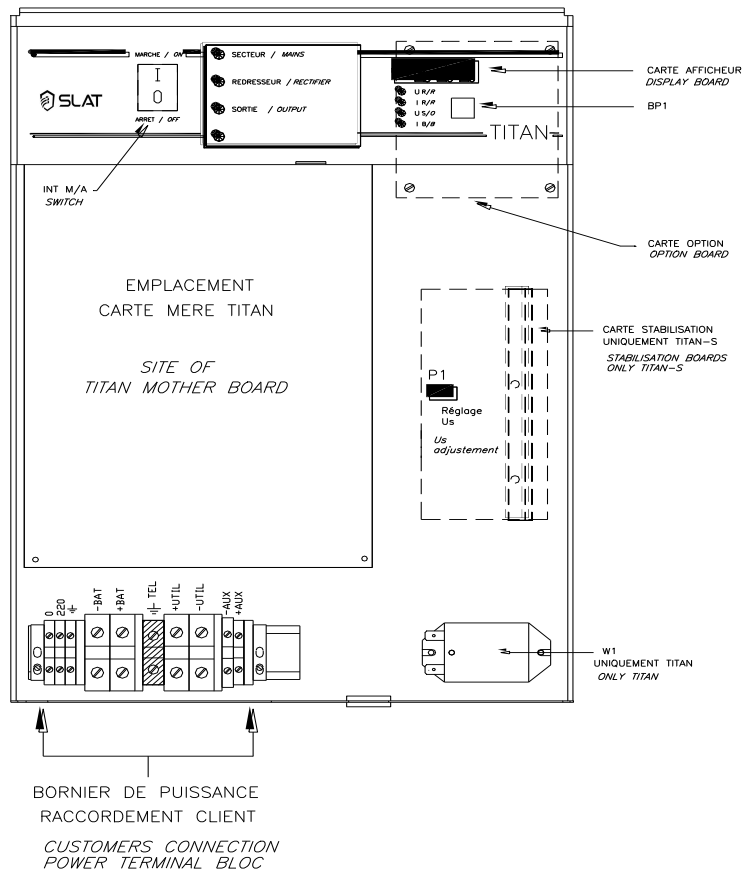 MARCHE / ON
I
O
ARRET / OFF
SLAT
SECTEUR / MAINS
REDRESSEUR / RECTIFIER
SORTIE / OUTPUT
U R/R
I R/R
U S/O
I B/B
TITAN
CARTE AFFICHEUR
DISPLAY BOARD
BP1
INT M/A
SWITCH
CARTE OPTION
OPTION BOARD
EMPLACEMENT
CARTE MERE TITAN
SITE OF
TITAN MOTHER BOARD
CARTE STABILISATION
UNIQUEMENT TITAN-S
STABILISATION BOARDS
ONLY TITAN-S
P1
Réglage
Us
Us
adjustement
0
220
-BAT
+BAT
TEL
+UTIL
-UTIL
-AUX
+AUX
W1
UNIQUEMENT TITAN
ONLY TITAN
BORNIER DE PUISSANCE
RACCORDEMENT CLIENT
CUSTOMERS CONNECTION
POWER TERMINAL BLOC